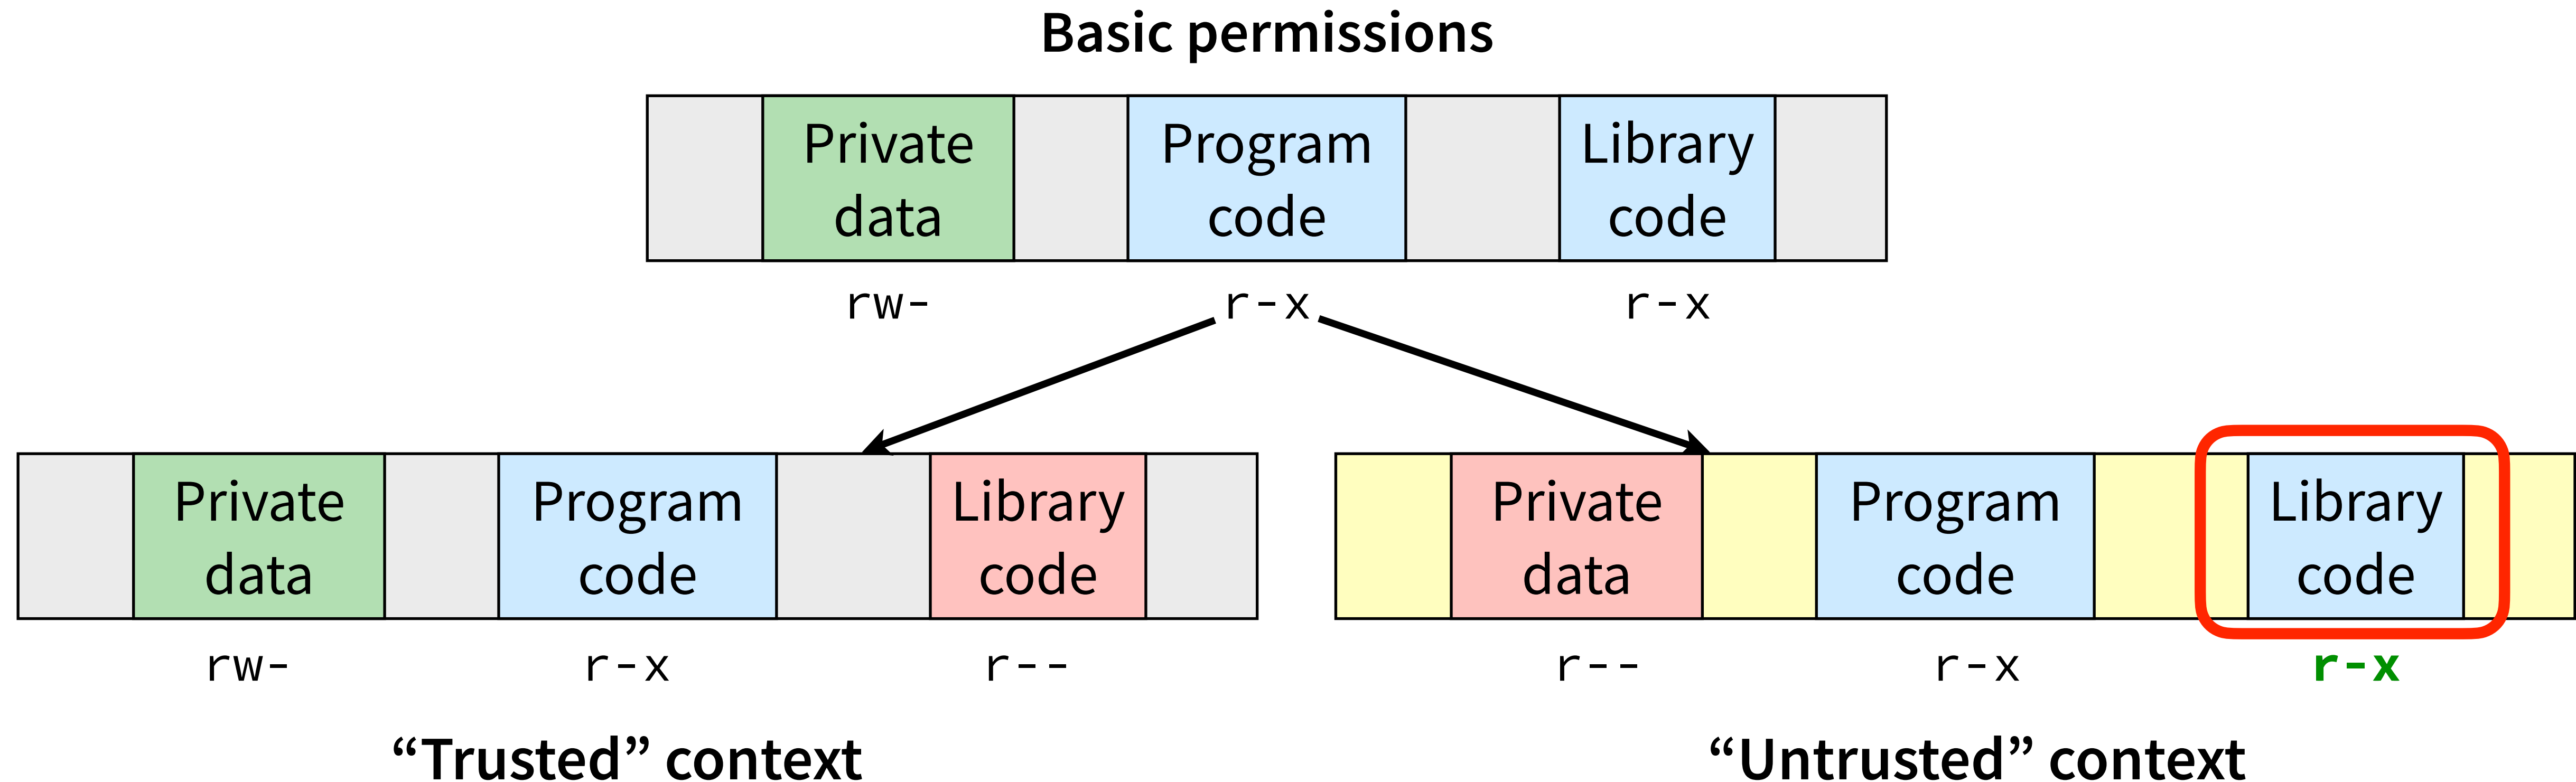 Basic permissions
Private Program Library
data code code
rw- r-x r-x
Private Program Library Private Program Library
data code code data code code
rw- r-x r-- r-- r-x r-x
“Trusted” context “Untrusted” context